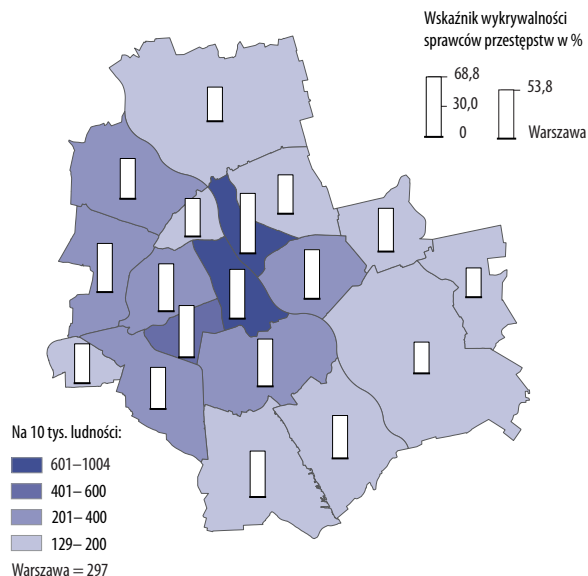 Wskaźnik wykrywalności
sprawców przestępstw w %
68,8
30,0
0
53,8
Warszawa
Na 10 tys. ludności:
601–1004
401– 600
201– 400
129– 200
Warszawa = 297